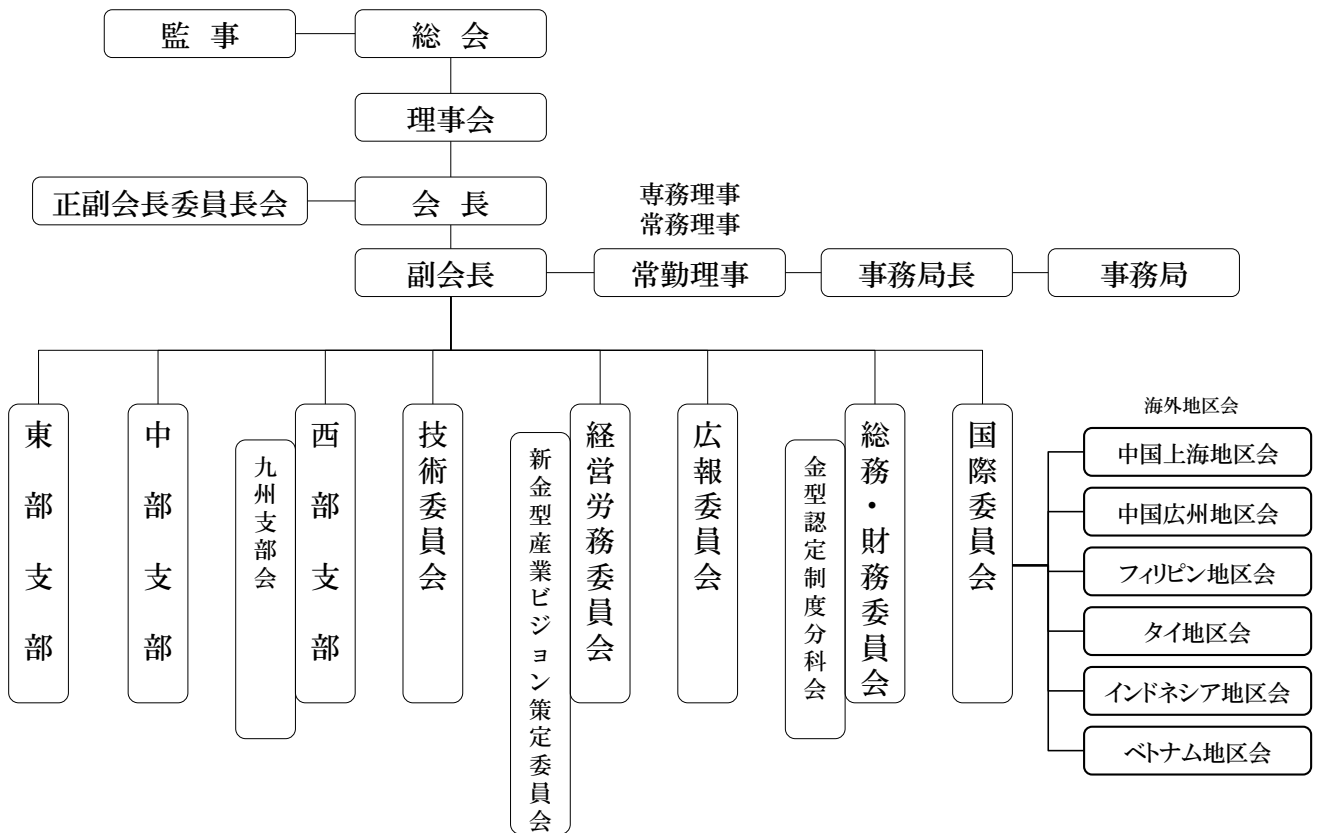 監 事
総 会
理事会
正副会長委員長会
会 長
専務理事
常務理事
副会長
常勤理事
事務局長
事務局
東部支部
中部支部
西部支部
九州支部会
技術委員会
経営労務委員会
新金型産業ビジョン策定委員会
広報委員会
総務・財務委員会
金型認定制度分科会
国際委員会
海外地区会
中国上海地区会
中国広州地区会
フィリピン地区会
タイ地区会
インドネシア地区会
ベトナム地区会